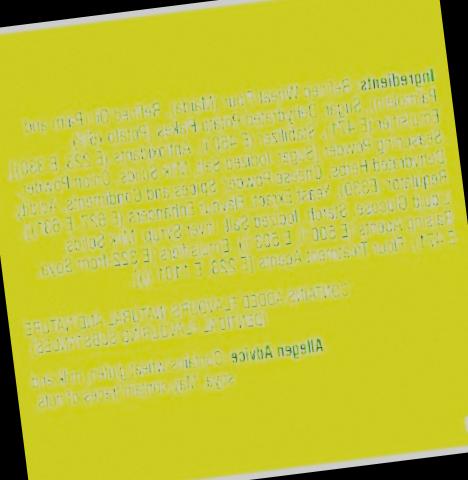 Ingredients: Refined Wheat Flour (Maida), Refined Oil (Palm and
Palmolein), Sugar, Dehydrated Potato Flakes, Potato
Emulsifier (E 471), Stabilizer (E 450 i), Antioxidants (E 223, E
Seasoning Powder [Sugar, Iodized Salt, Milk Solids, Onion Powder,
Dehydrated Herbs, Cheese Powder, Spices and Condiments, Acidity
Regulator (E330), Yeast Extract, Flavour Enhancers (E 627, E 631)],
Liquid Glucose, Starch, Iodized Salt, Invert Syrup, Milk Solids,
Raising Agents (E 500 ii, E 503 ii), Emulsifiers (E 322 from Soya,
E 471), Flour Treatment Agents (E 223, E 1101 (i)).
CONTAINS ADDED FLAVOURS (NATURAL AND NATURE
IDENTICAL FLAVOURING SUBSTANCES)
Allergen Advice: Contains wheat (gluten), milk and
soya. May contain traces of nuts